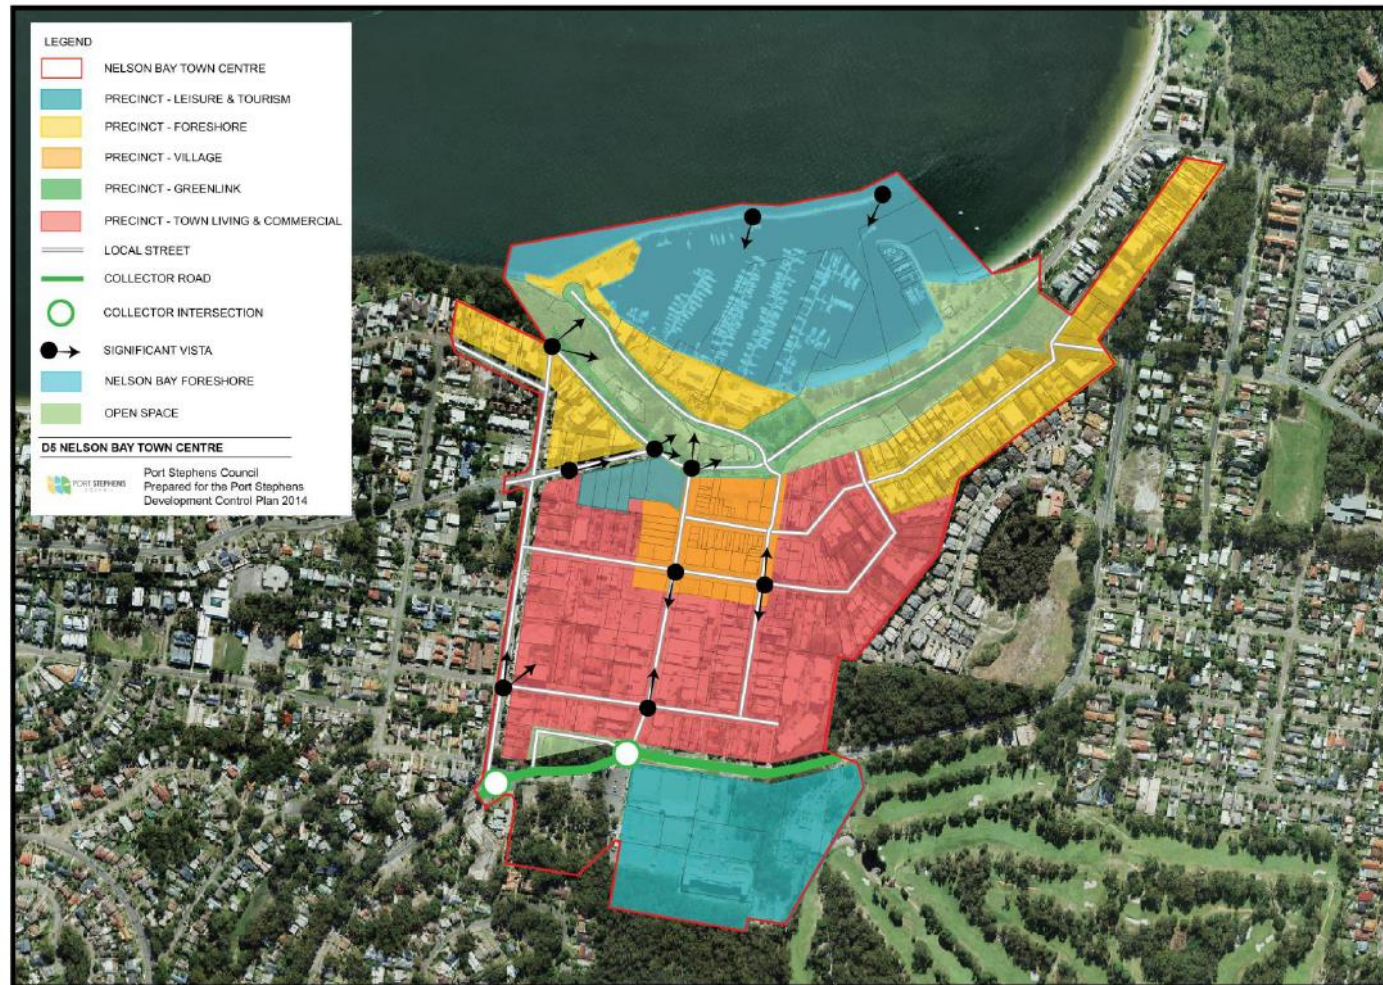 LEGEND
NELSON BAY TOWN CENTRE
PRECINCT - LEISURE & TOURISM
PRECINCT - FORESHORE
PRECINCT - VILLAGE
PRECINCT - GREENLINK
PRECINCT - TOWN LIVING & COMMERCIAL
LOCAL STREET
COLLECTOR ROAD
COLLECTOR INTERSECTION
SIGNIFICANT VISTA
NELSON BAY FORESHORE
OPEN SPACE
D5 NELSON BAY TOWN CENTRE
PORT STEPHENS
COUNCIL
Port Stephens Council
Prepared for the Port Stephens
Development Control Plan 2014